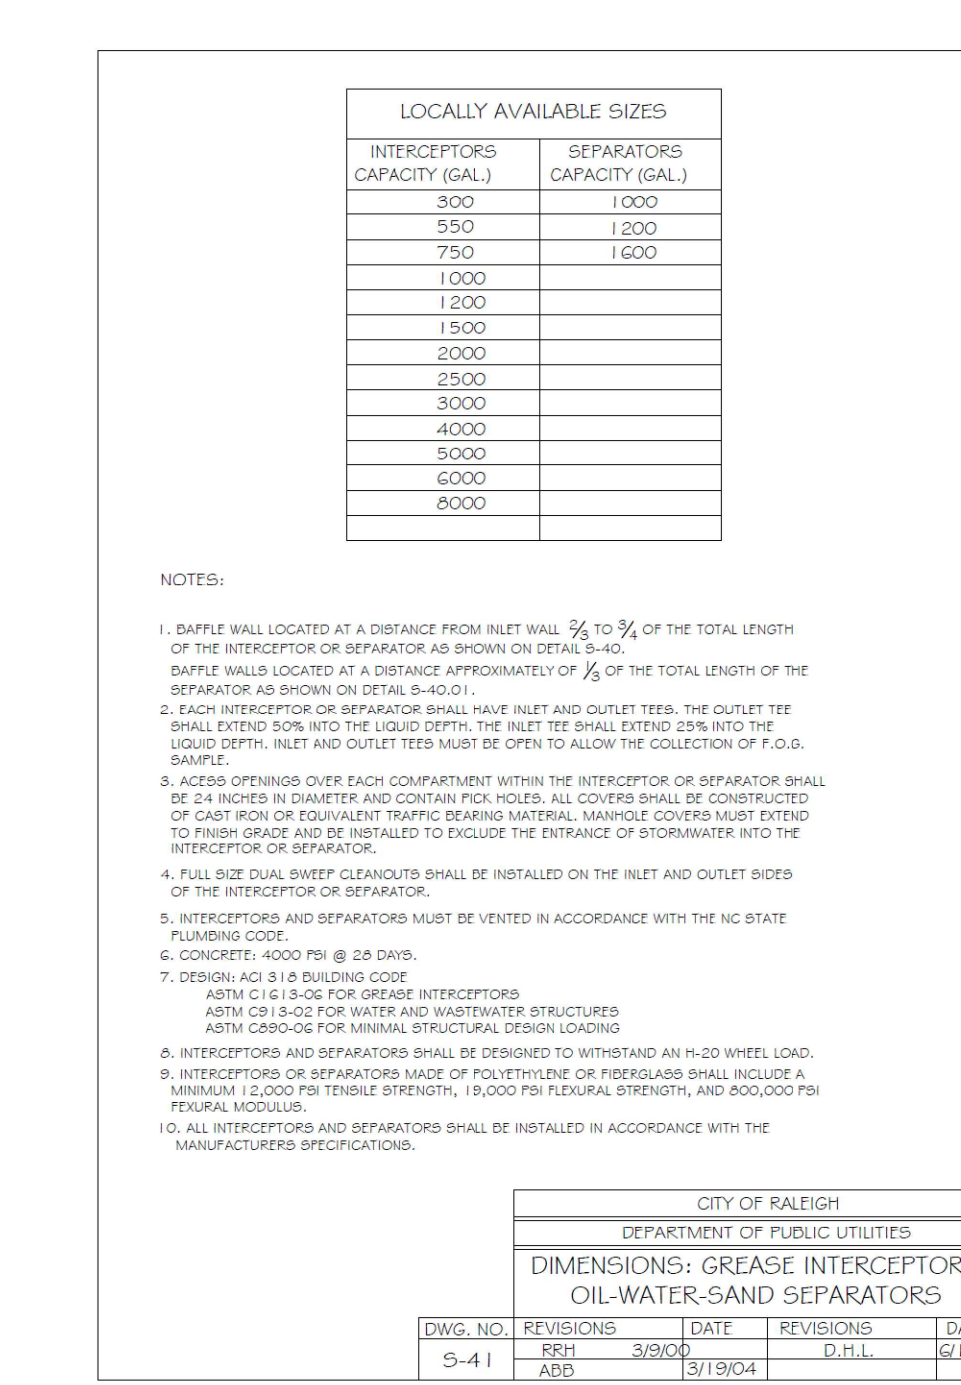 LOCALLY AVAILABLE SIZES
INTERCEPTORS CAPACITY (GAL.) SEPARATORS CAPACITY (GAL.)
300 1000
550 1200
750 1600
1000
1200
1500
2000
2500
3000
4000
5000
6000
8000
NOTES:
1. BAFFLE WALL LOCATED AT A DISTANCE FROM INLET WALL 2/3 TO 3/4 OF THE TOTAL LENGTH
OF THE INTERCEPTOR OR SEPARATOR AS SHOWN ON DETAIL S-40.
BAFFLE WALLS LOCATED AT A DISTANCE APPROXIMATELY OF 1/3 OF THE TOTAL LENGTH OF THE
SEPARATOR AS SHOWN ON DETAIL S-40.01.
2. EACH INTERCEPTOR OR SEPARATOR SHALL HAVE INLET AND OUTLET TEES. THE OUTLET TEE
SHALL EXTEND 50% INTO THE LIQUID DEPTH. THE INLET TEE SHALL EXTEND 25% INTO THE
LIQUID DEPTH. INLET AND OUTLET TEES MUST BE OPEN TO ALLOW THE COLLECTION OF F.O.G.
SAMPLE.
3. ACESS OPENINGS OVER EACH COMPARTMENT WITHIN THE INTERCEPTOR OR SEPARATOR SHALL
BE 24 INCHES IN DIAMETER AND CONTAIN PICK HOLES. ALL COVERS SHALL BE CONSTRUCTED
OF CAST IRON OR EQUIVALENT TRAFFIC BEARING MATERIAL. MANHOLE COVERS MUST EXTEND
TO FINISH GRADE AND BE INSTALLED TO EXCLUDE THE ENTRANCE OF STORMWATER INTO THE
INTERCEPTOR OR SEPARATOR.
4. FULL SIZE DUAL SWEEP CLEANOUTS SHALL BE INSTALLED ON THE INLET AND OUTLET SIDES
OF THE INTERCEPTOR OR SEPARATOR.
5. INTERCEPTORS AND SEPARATORS MUST BE VENTED IN ACCORDANCE WITH THE NC STATE
PLUMBING CODE.
6. CONCRETE: 4000 PSI @ 28 DAYS.
7. DESIGN: ACI 318 BUILDING CODE
ASTM C1613-06 FOR GREASE INTERCEPTORS
ASTM C913-02 FOR WATER AND WASTEWATER STRUCTURES
ASTM C890-06 FOR MINIMAL STRUCTURAL DESIGN LOADING
8. INTERCEPTORS AND SEPARATORS SHALL BE DESIGNED TO WITHSTAND AN H-20 WHEEL LOAD.
9. INTERCEPTORS OR SEPARATORS MADE OF POLYETHYLENE OR FIBERGLASS SHALL INCLUDE A
MINIMUM 12,000 PSI TENSILE STRENGTH, 19,000 PSI FLEXURAL STRENGTH, AND 800,000 PSI
FEXURAL MODULUS.
10. ALL INTERCEPTORS AND SEPARATORS SHALL BE INSTALLED IN ACCORDANCE WITH THE
MANUFACTURERS SPECIFICATIONS.
CITY OF RALEIGH
DEPARTMENT OF PUBLIC UTILITIES
DIMENSIONS: GREASE INTERCEPTOR
OIL-WATER-SAND SEPARATORS
DWG. NO. REVISIONS DATE REVISIONS
S-41 RRH 3/9/00 D.H.L.
ABB 3/19/04